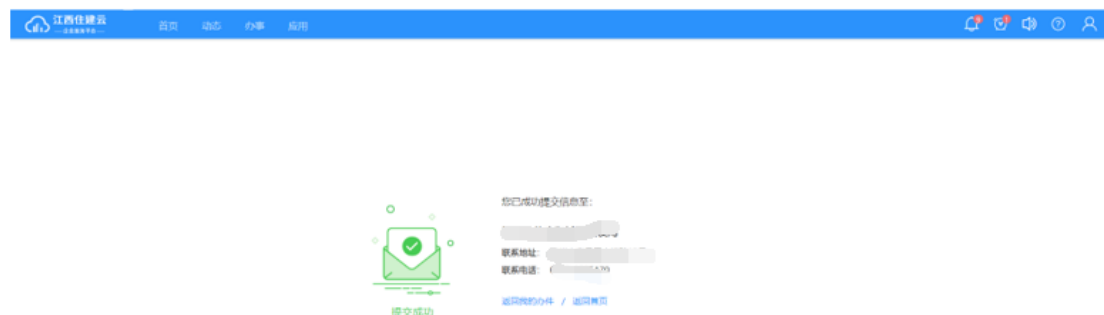 江西住建云
首页 动态 办事 应用
您已成功提交信息至:
联系地址:
联系电话:
返回我的办件 / 返回首页
提交成功